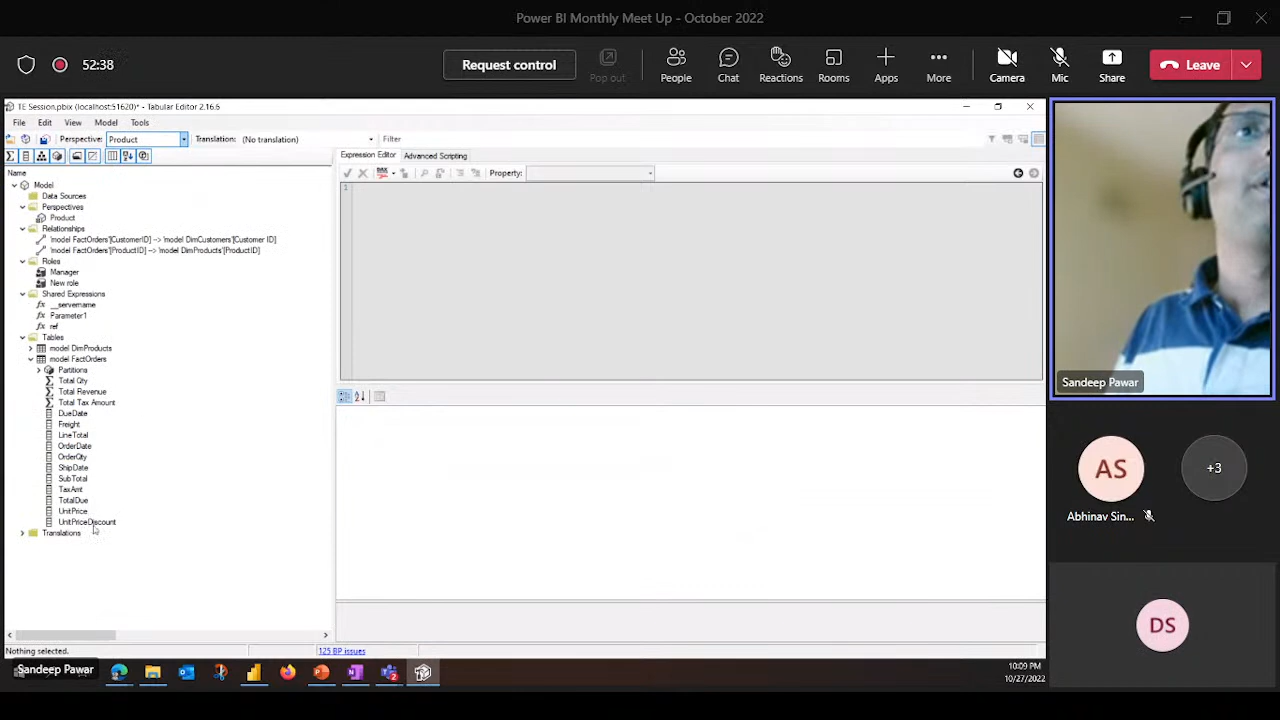 Power BI Monthly Meet Up - October 2022
52:38
Request control
Pop out
People
Chat
Reactions
Rooms
Apps
More
Camera
Mic
Share
Leave
TE Session.pbix (localhost:51620)* - Tabular Editor 2.16.6
File Edit View Model Tools
Perspective: Product Translation: (No translation) Filter
Expression Editor Advanced Scripting
Property:
1
Name
Model
Data Sources
Perspectives
Product
Relationships
'model FactOrders'[CustomerID] --> 'model DimCustomers'[Customer ID]
'model FactOrders'[ProductID] --> 'model DimProducts'[ProductID]
Roles
Manager
New role
Shared Expressions
__servername
Parameter1
ref
Tables
model DimProducts
model FactOrders
Partitions
Total Qty
Total Revenue
Total Tax Amount
DueDate
Freight
LineTotal
OrderDate
OrderQty
ShipDate
SubTotal
TaxAmt
TotalDue
UnitPrice
UnitPriceDiscount
Translations
Nothing selected.
125 BP issues
Sandeep Pawar
10:09 PM
10/27/2022
Sandeep Pawar
AS
Abhinav Sin...
+3
DS